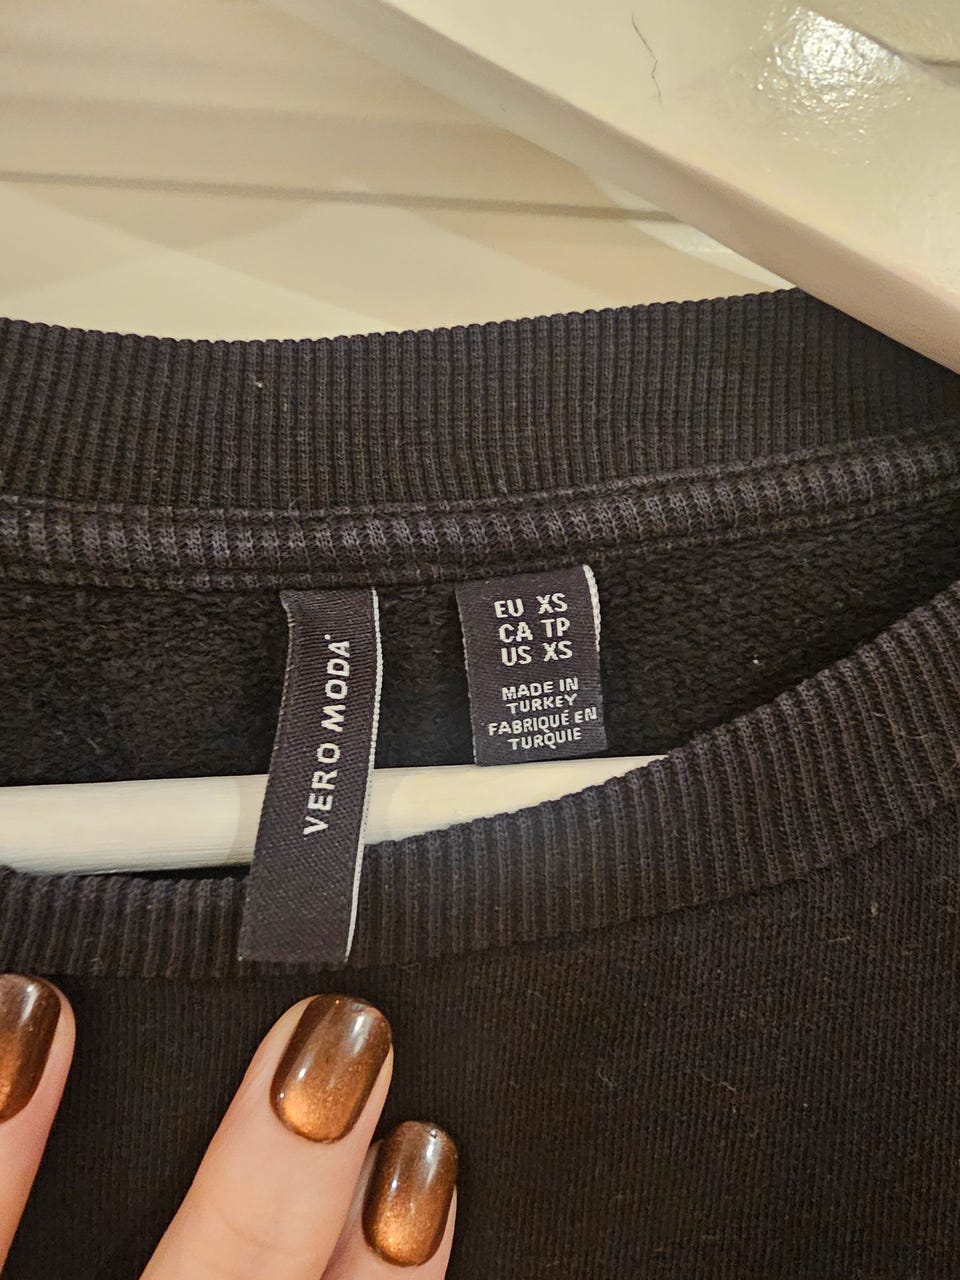 VERO MODA
EU XS
CA TP
US XS
MADE IN
TURKEY
FABRIQUÉ EN
TURQUIE